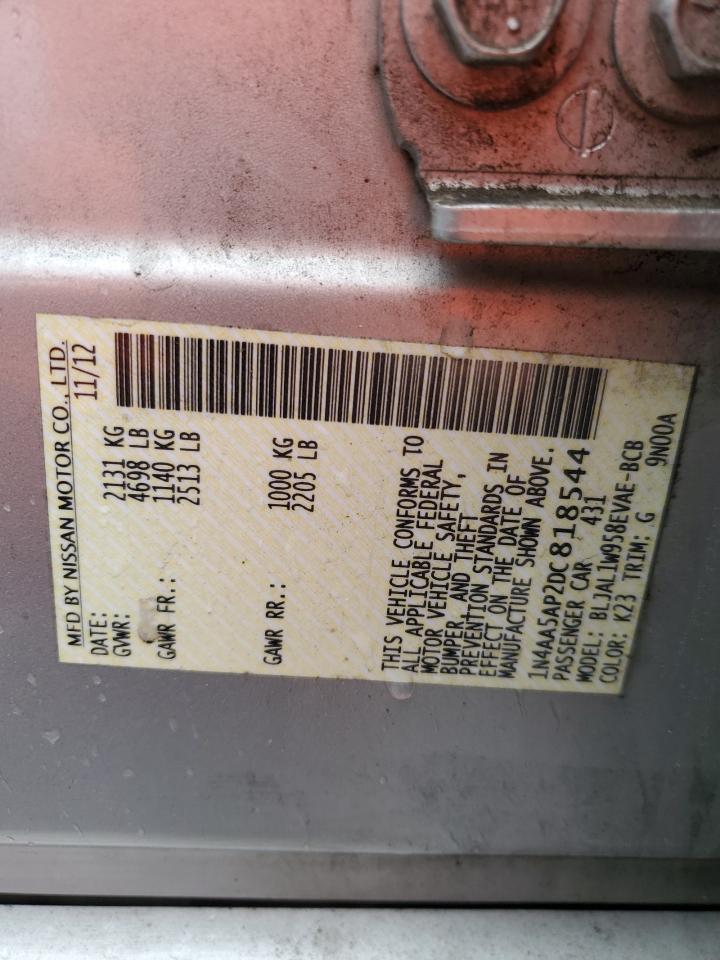 MFD BY NISSAN MOTOR CO., LTD.
DATE: 11/12
GVWR: 2131 KG
4698 LB
GAWR FR.: 1140 KG
2513 LB
GAWR RR.: 1000 KG
2205 LB
THIS VEHICLE CONFORMS TO
ALL APPLICABLE FEDERAL
MOTOR VEHICLE SAFETY,
BUMPER, AND THEFT
PREVENTION STANDARDS IN
EFFECT ON THE DATE OF
MANUFACTURE SHOWN ABOVE.
1N4AA5AP2DC818544
PASSENGER CAR 431
MODEL: BLJAL1W958EVAE-BCB
COLOR: K23 TRIM: G 9N00A